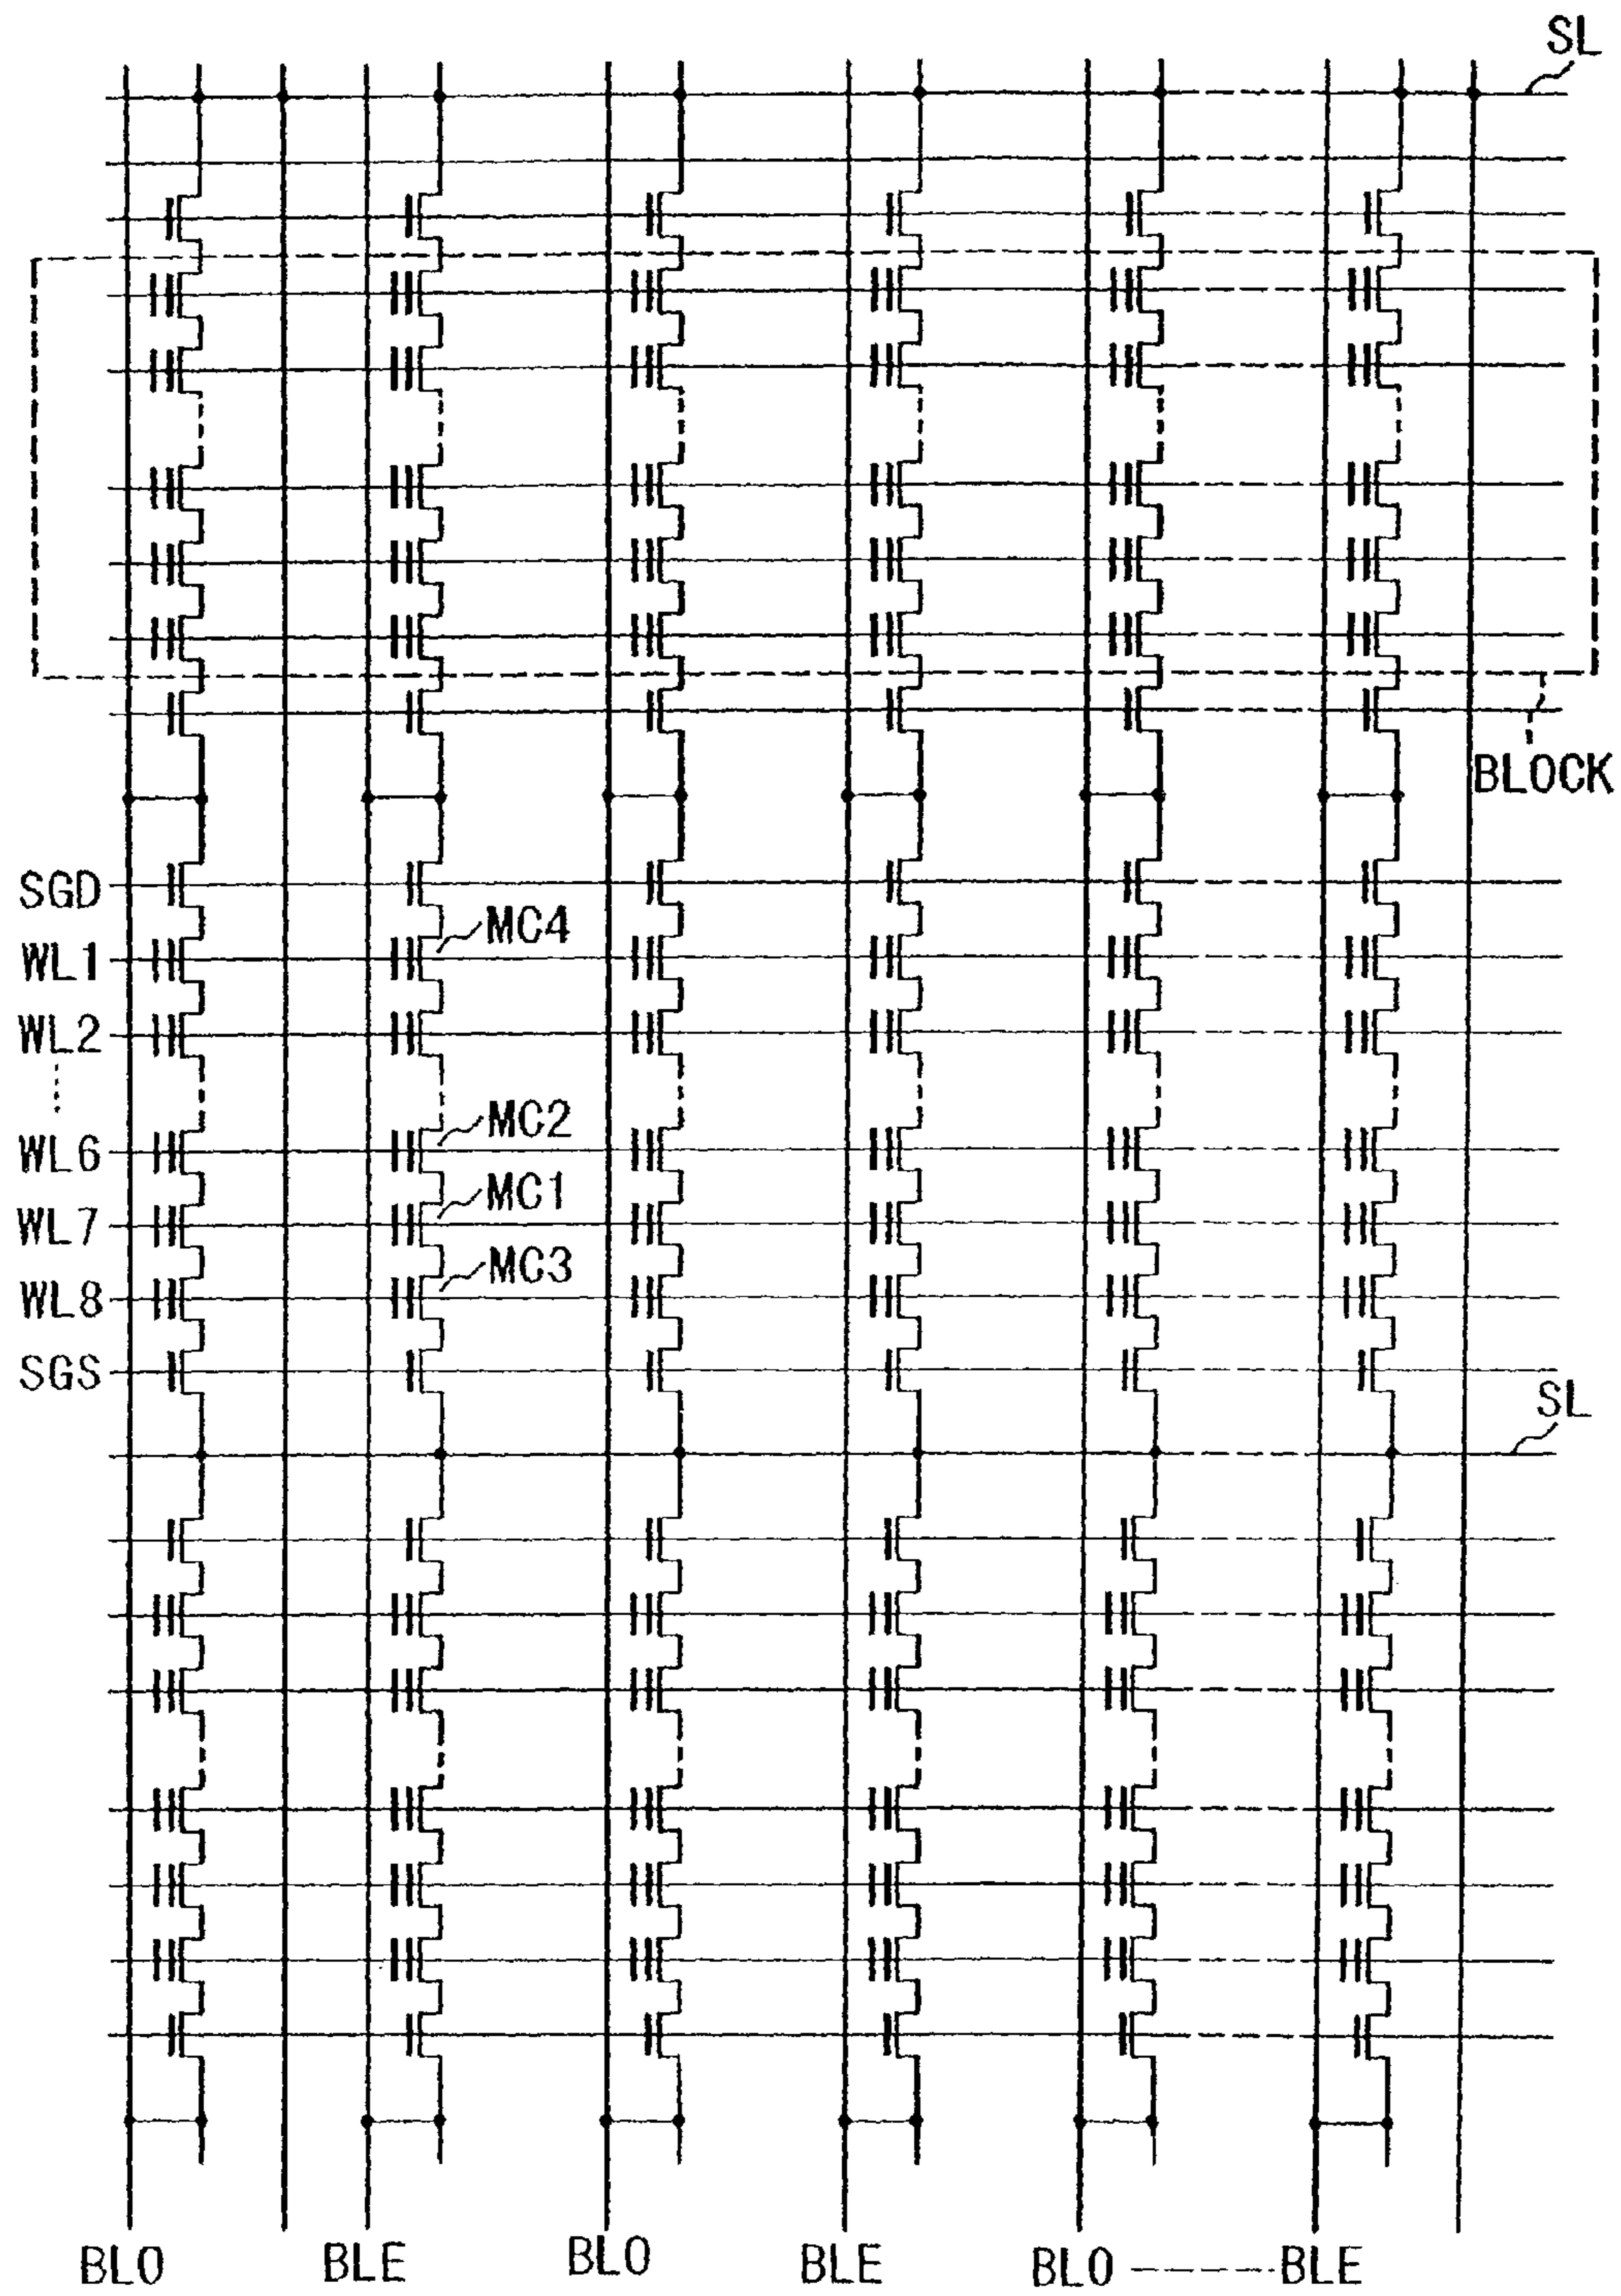 SL
BLOCK
SGD
MC4
WL1
WL2
MC2
WL6
MC1
WL7
MC3
WL8
SGS
SL
BLO BLE BLO BLE BLO BLE